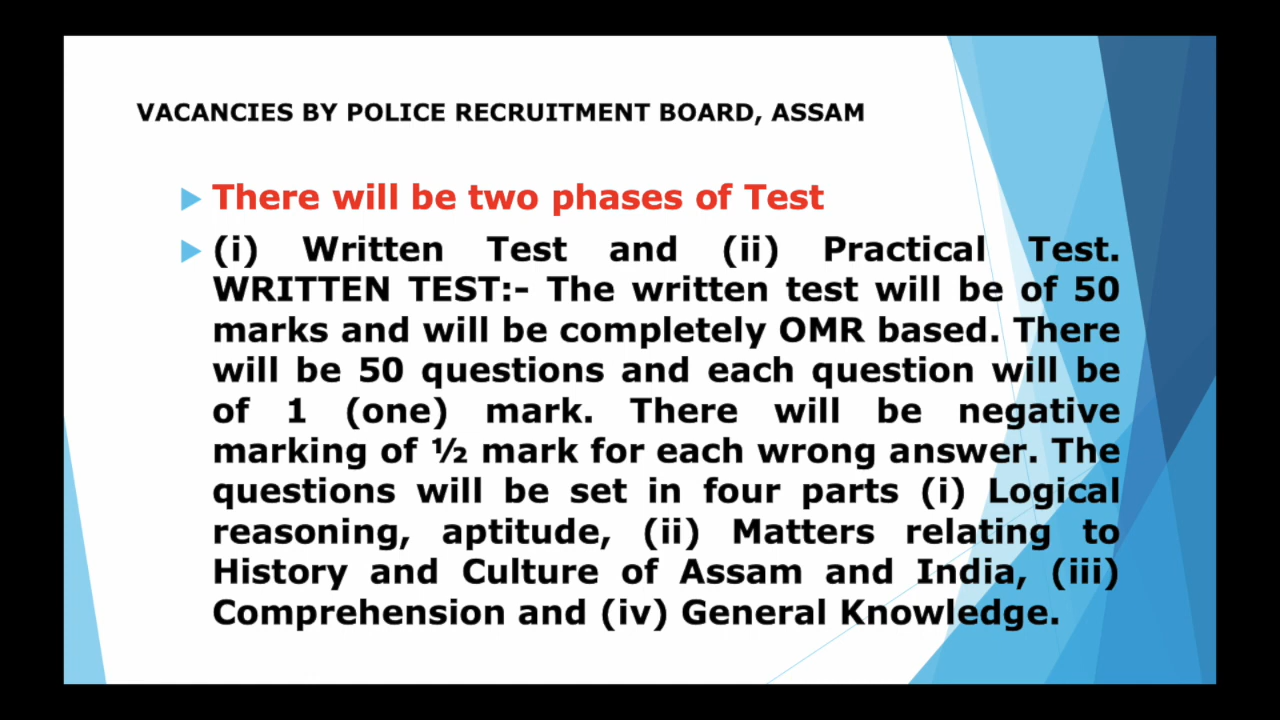 VACANCIES BY POLICE RECRUITMENT BOARD, ASSAM
There will be two phases of Test
(i) Written Test and (ii) Practical Test.
WRITTEN TEST:- The written test will be of 50
marks and will be completely OMR based. There
will be 50 questions and each question will be
of 1 (one) mark. There will be negative
marking of ½ mark for each wrong answer. The
questions will be set in four parts (i) Logical
reasoning, aptitude, (ii) Matters relating to
History and Culture of Assam and India, (iii)
Comprehension and (iv) General Knowledge.